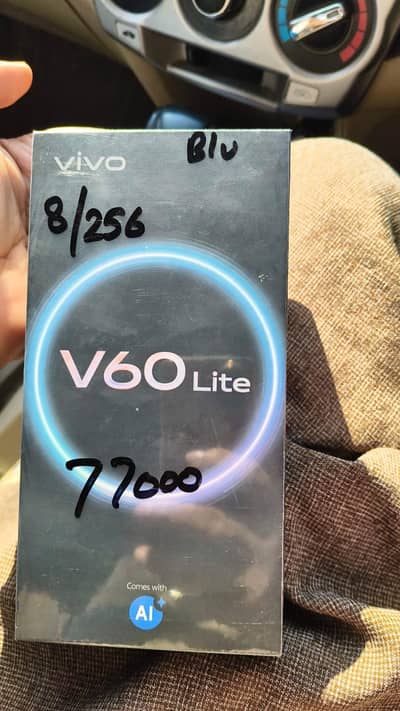 vivo
Blu
8/256
V60 Lite
77000
Comes with
AI